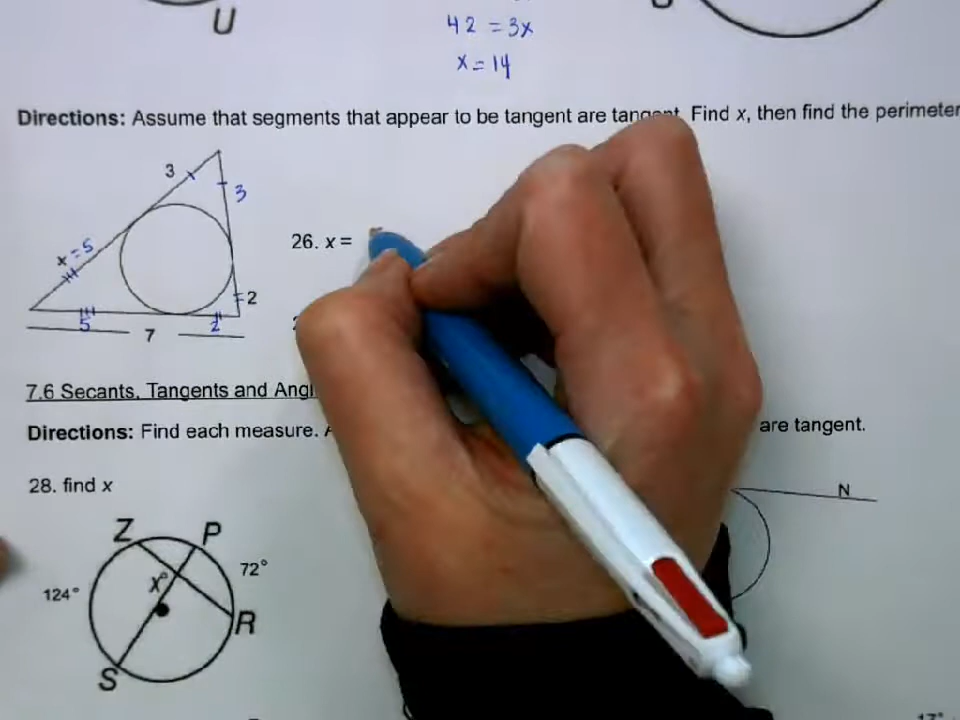 U
42 = 3x
x = 14
Directions: Assume that segments that appear to be tangent are tangent. Find x, then find the perimeter
3
3
x = 5
26. x =
2
5
2
7
7.6 Secants, Tangents and
Directions: Find each measure.
are tangent.
28. find x
N
Z
P
72°
x°
124°
R
S